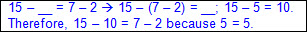 15 – __ = 7 – 2 → 15 – (7 – 2) = __; 15 – 5 = 10.
Therefore, 15 – 10 = 7 – 2 because 5 = 5.